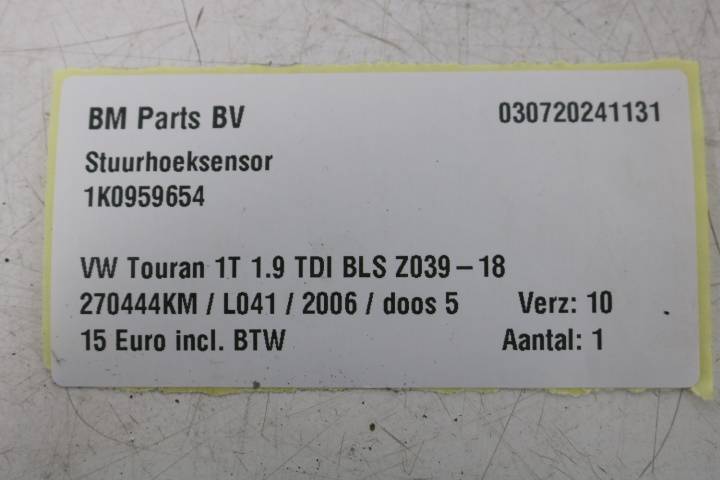 BM Parts BV 030720241131
Stuurhoeksensor
1K0959654
VW Touran 1T 1.9 TDI BLS Z039-18
270444KM / L041 / 2006 / doos 5 Verz: 10
15 Euro incl. BTW Aantal: 1